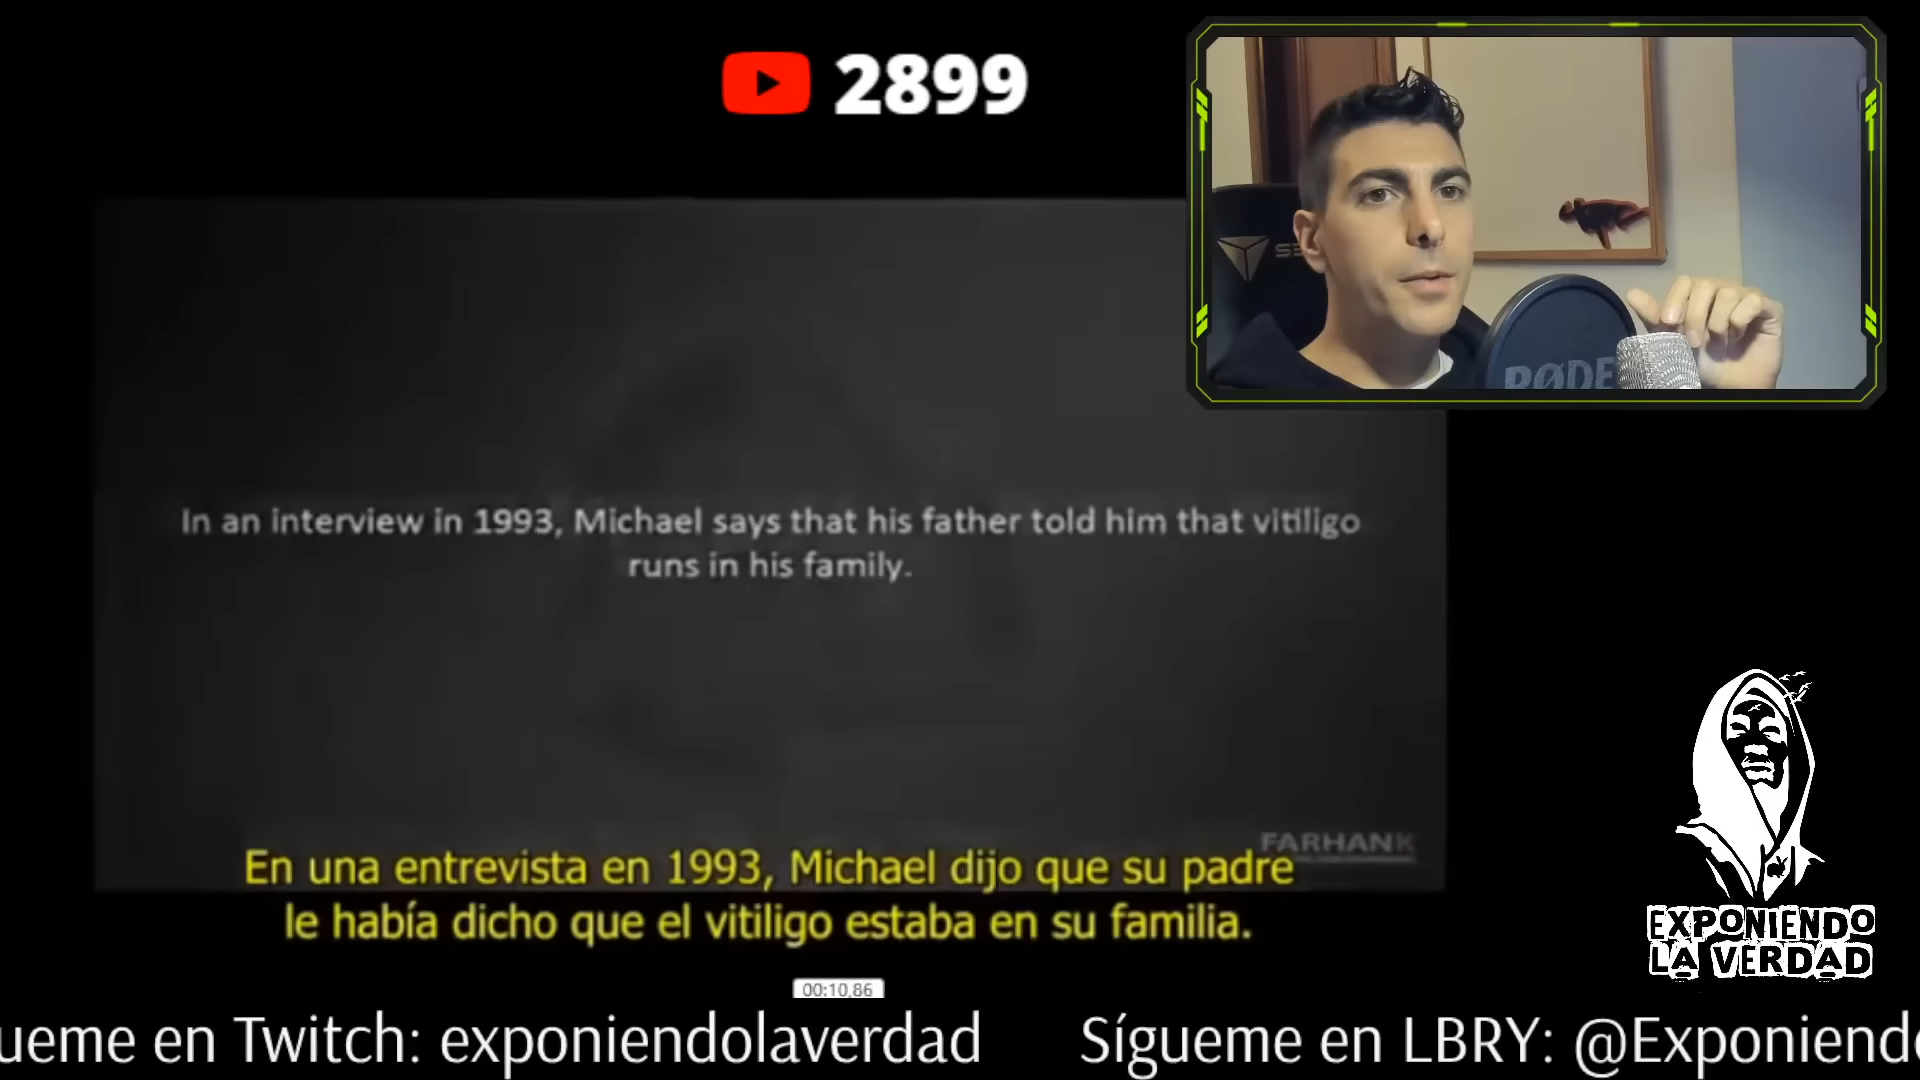 2899
RØDE
In an interview in 1993, Michael says that his father told him that vitiligo
runs in his family.
FARHANK
En una entrevista en 1993, Michael dijo que su padre
le había dicho que el vitiligo estaba en su familia.
EXPONIENDO
LA VERDAD
00:10,86
ueme en Twitch: exponiendolaverdad Sígueme en LBRY: @Exponiend